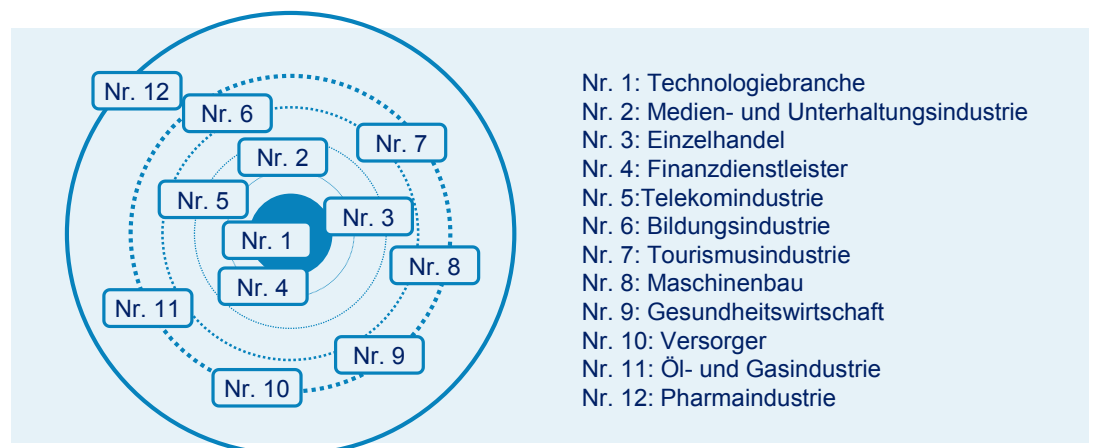 Nr. 12
Nr. 6
Nr. 7
Nr. 2
Nr. 5
Nr. 3
Nr. 1
Nr. 8
Nr. 4
Nr. 11
Nr. 9
Nr. 10
Nr. 1: Technologiebranche
Nr. 2: Medien- und Unterhaltungsindustrie
Nr. 3: Einzelhandel
Nr. 4: Finanzdienstleister
Nr. 5:Telekomindustrie
Nr. 6: Bildungsindustrie
Nr. 7: Tourismusindustrie
Nr. 8: Maschinenbau
Nr. 9: Gesundheitswirtschaft
Nr. 10: Versorger
Nr. 11: Öl- und Gasindustrie
Nr. 12: Pharmaindustrie